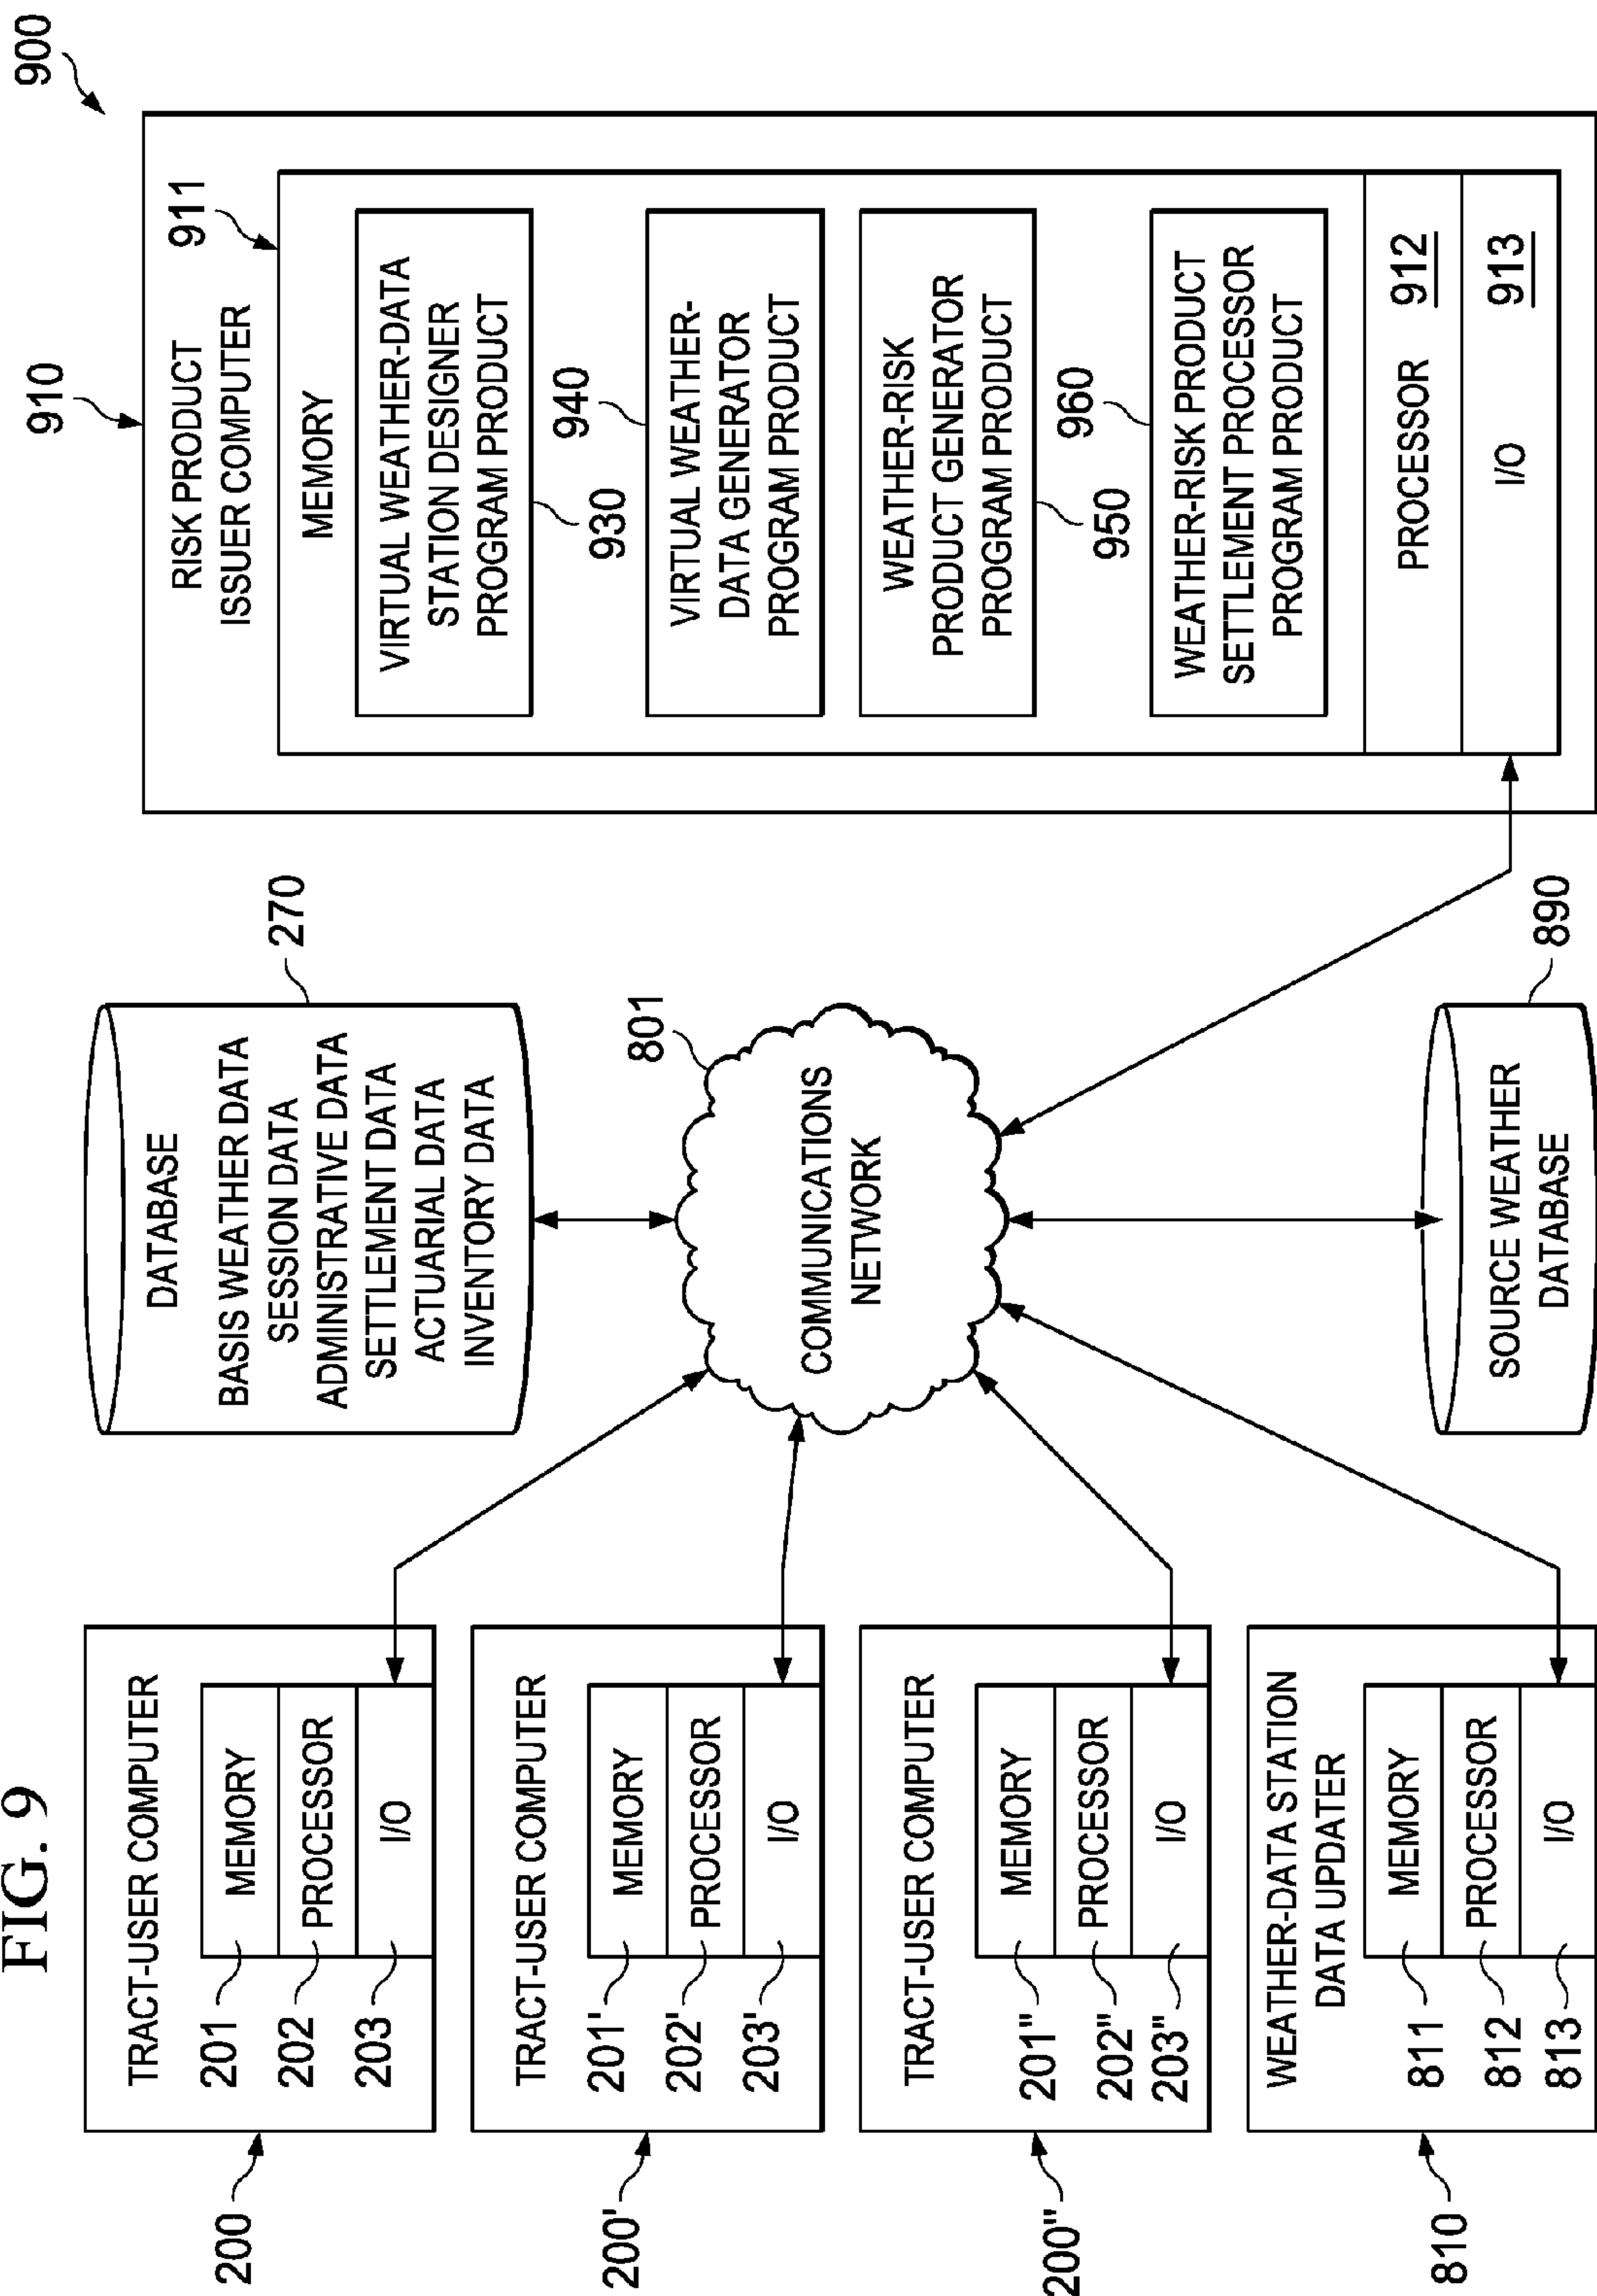 FIG. 9
900
TRACT-USER COMPUTER
MEMORY
PROCESSOR
I/O
201
202
203
200
TRACT-USER COMPUTER
MEMORY
PROCESSOR
I/O
201'
202'
203'
200'
TRACT-USER COMPUTER
MEMORY
PROCESSOR
I/O
201"
202"
203"
200"
WEATHER-DATA STATION
DATA UPDATER
MEMORY
PROCESSOR
I/O
811
812
813
810
DATABASE
BASIS WEATHER DATA
SESSION DATA
ADMINISTRATIVE DATA
SETTLEMENT DATA
ACTUARIAL DATA
INVENTORY DATA
270
801
COMMUNICATIONS
NETWORK
SOURCE WEATHER
DATABASE
890
910
RISK PRODUCT
ISSUER COMPUTER
911
MEMORY
VIRTUAL WEATHER-DATA
STATION DESIGNER
PROGRAM PRODUCT
930
940
VIRTUAL WEATHER-
DATA GENERATOR
PROGRAM PRODUCT
WEATHER-RISK
PRODUCT GENERATOR
PROGRAM PRODUCT
950
960
WEATHER-RISK PRODUCT
SETTLEMENT PROCESSOR
PROGRAM PRODUCT
PROCESSOR 912
I/O 913